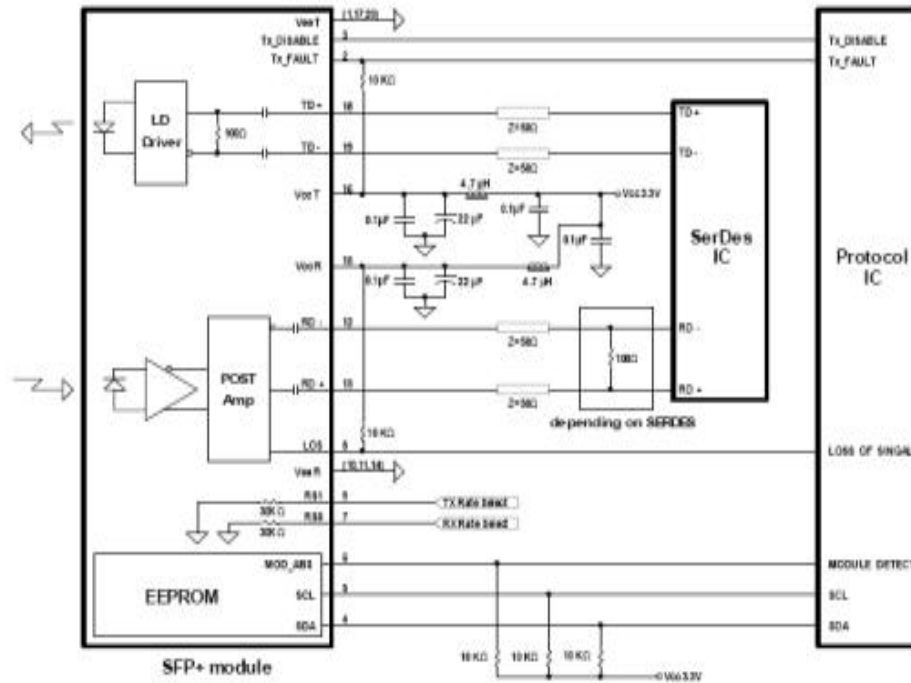 VeeT
(1,17,20)
Tx_DISABLE
3
Tx_DISABLE
Tx_FAULT
2
Tx_FAULT
10 KΩ
LD
Driver
100Ω
TD+
18
Z=50Ω
TD+
TD-
19
Z=50Ω
TD-
VccT
16
4.7 µH
Vcc3.3V
0.1µF
22 µF
0.1µF
0.1µF
SerDes
IC
Protocol
IC
VccR
0.1µF
22 µF
4.7 µH
RD -
12
Z=50Ω
RD -
100Ω
POST
Amp
RD +
13
Z=50Ω
RD+
depending on SERDES
10 KΩ
LOS
8
LOSS OF SINGAL
VeeR
(10,11,14)
RS1
9
TX Rate Select
30KΩ
RS0
7
RX Rate Select
30KΩ
MOD_ABS
6
MODULE DETECT
EEPROM
SCL
5
SCL
SDA
4
SDA
10 KΩ
10 KΩ
10 KΩ
Vcc3.3V
SFP+ module